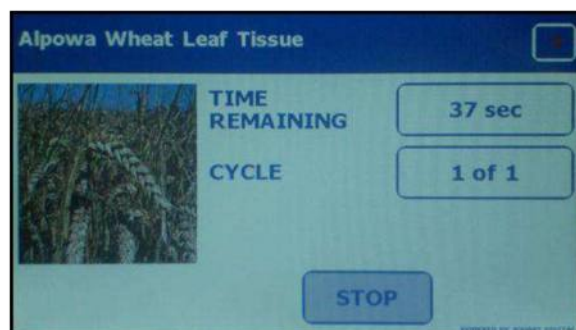 Alpowa Wheat Leaf Tissue
TIME
REMAINING
37 sec
CYCLE
1 of 1
STOP